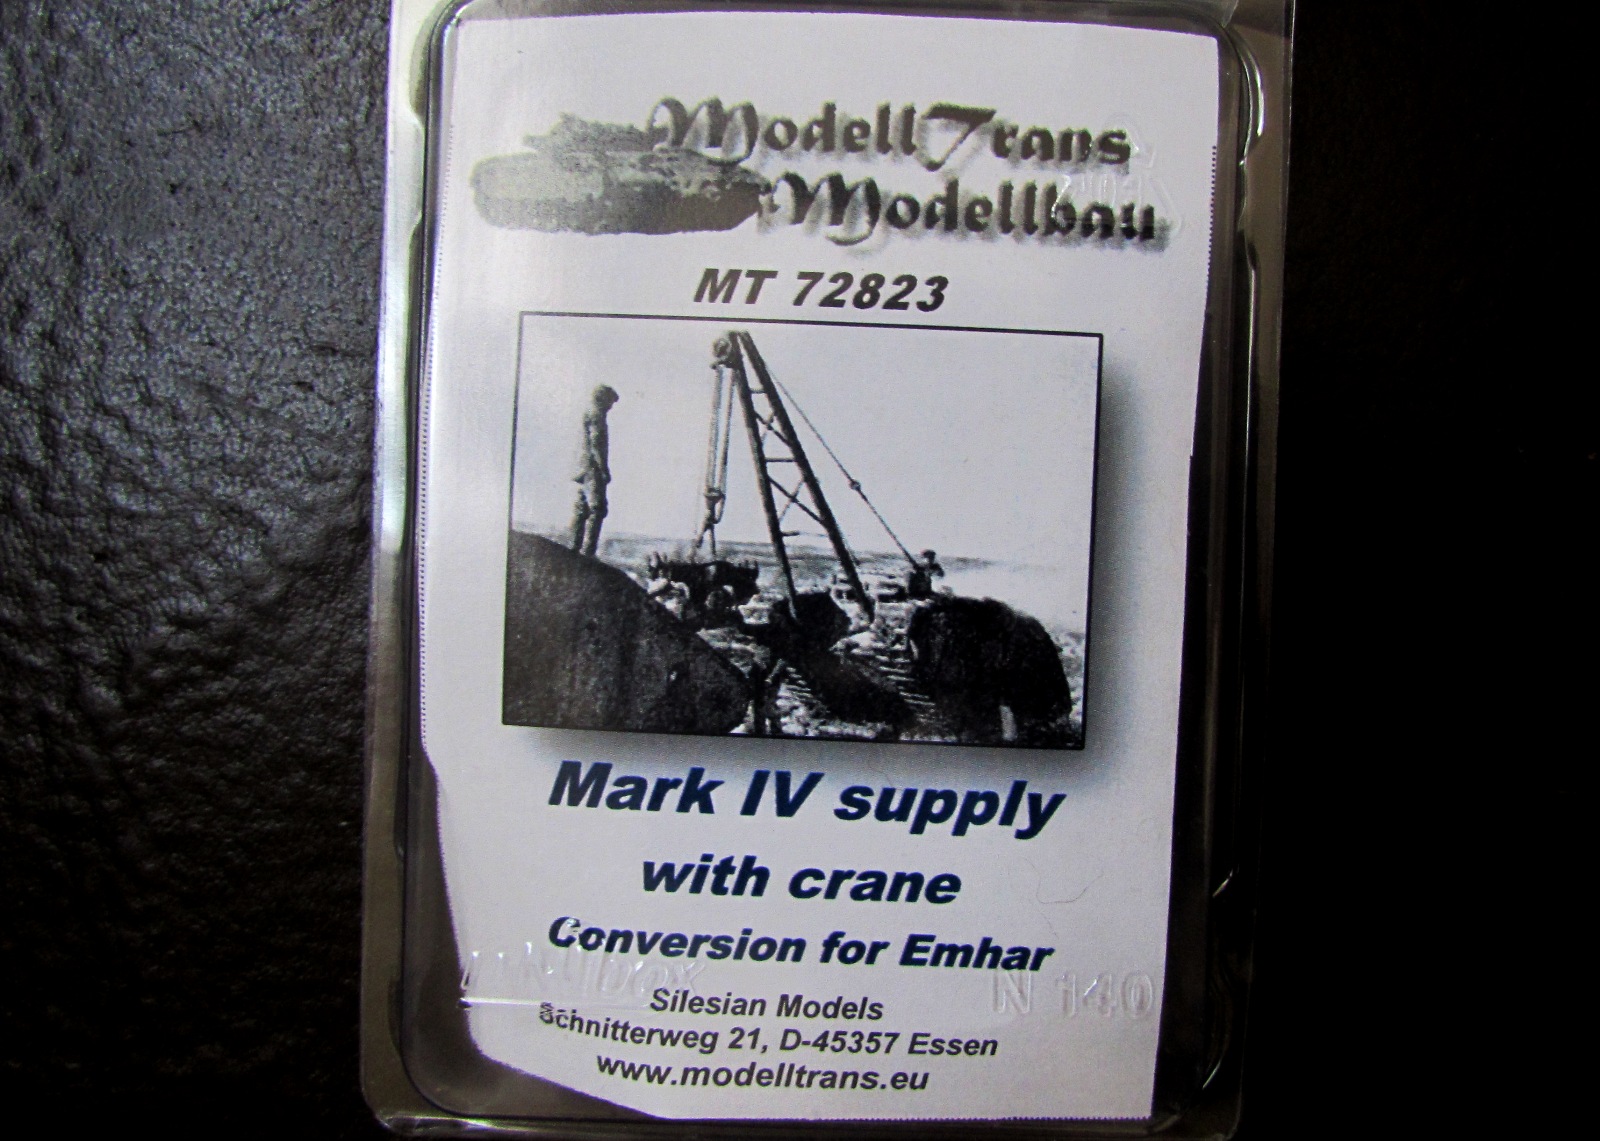 ModellTrans
Modellbau
MT 72823
Mark IV supply
with crane
Conversion for Emhar
N 140
Silesian Models
Schnitterweg 21, D-45357 Essen
www.modelltrans.eu